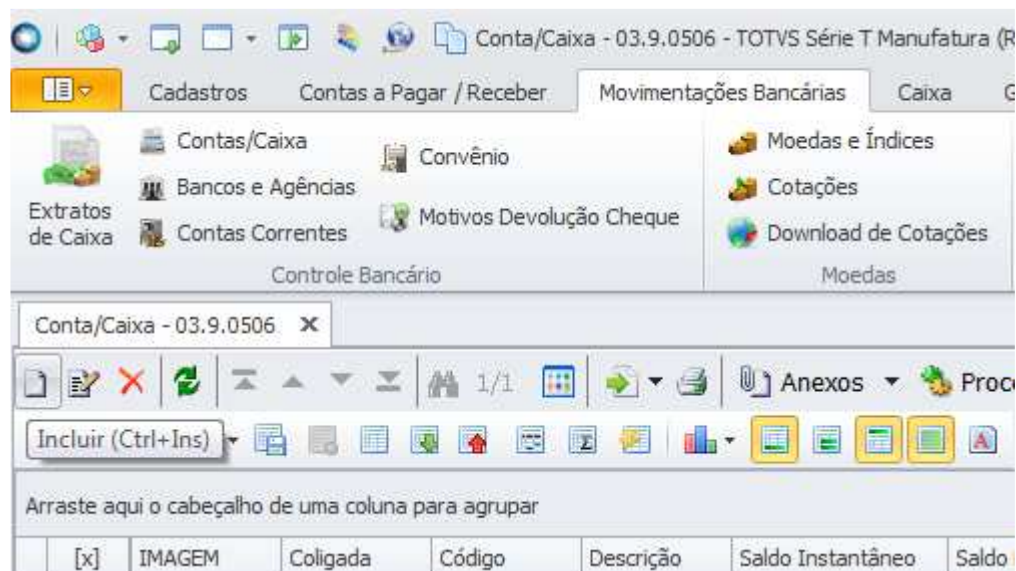 Conta/Caixa - 03.9.0506 - TOTVS Série T Manufatura (R
Cadastros Contas a Pagar / Receber Movimentações Bancárias Caixa G
Contas/Caixa Convênio Moedas e Índices
Bancos e Agências Cotações
Extratos de Caixa Contas Correntes Motivos Devolução Cheque Download de Cotações
Controle Bancário Moedas
Conta/Caixa - 03.9.0506
1/1 Anexos Proc
Incluir (Ctrl+Ins)
Arraste aqui o cabeçalho de uma coluna para agrupar
[x] IMAGEM Coligada Código Descrição Saldo Instantâneo Saldo